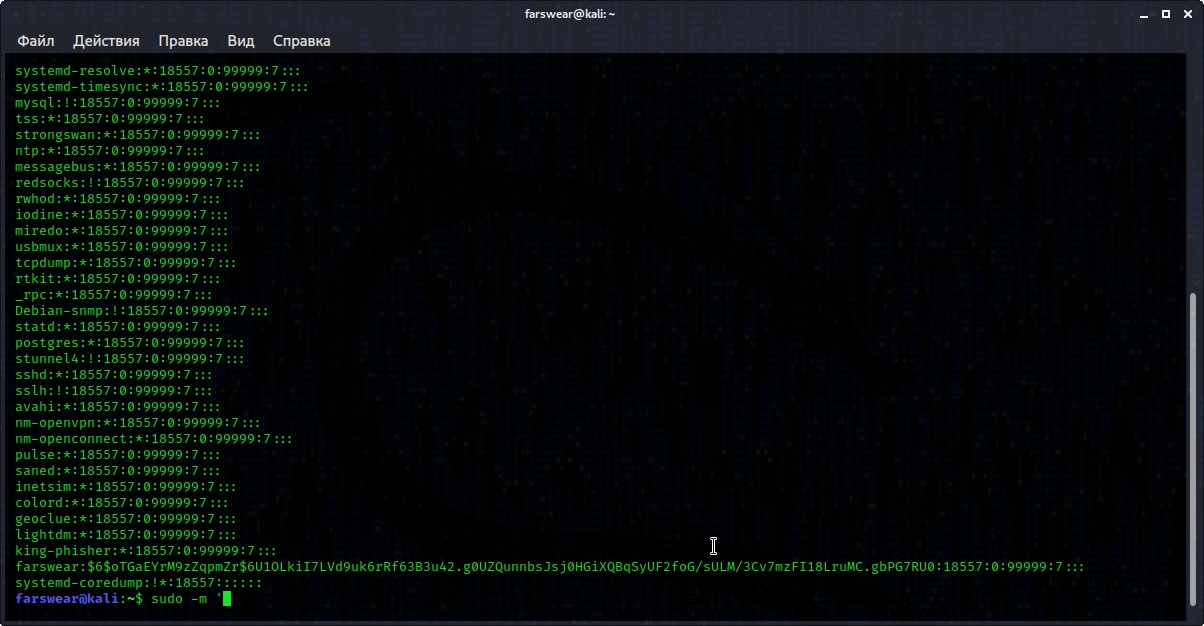 farswear@kali: ~
Файл Действия Правка Вид Справка
systemd-resolve:*:18557:0:99999:7:::
systemd-timesync:*:18557:0:99999:7:::
mysql:!:18557:0:99999:7:::
tss:*:18557:0:99999:7:::
strongswan:*:18557:0:99999:7:::
ntp:*:18557:0:99999:7:::
messagebus:*:18557:0:99999:7:::
redsocks:!:18557:0:99999:7:::
rwhod:*:18557:0:99999:7:::
iodine:*:18557:0:99999:7:::
miredo:*:18557:0:99999:7:::
usbmux:*:18557:0:99999:7:::
tcpdump:*:18557:0:99999:7:::
rtkit:*:18557:0:99999:7:::
_rpc:*:18557:0:99999:7:::
Debian-snmp:!:18557:0:99999:7:::
statd:*:18557:0:99999:7:::
postgres:*:18557:0:99999:7:::
stunnel4:!:18557:0:99999:7:::
sshd:*:18557:0:99999:7:::
sslh:!:18557:0:99999:7:::
avahi:*:18557:0:99999:7:::
nm-openvpn:*:18557:0:99999:7:::
nm-openconnect:*:18557:0:99999:7:::
pulse:*:18557:0:99999:7:::
saned:*:18557:0:99999:7:::
inetsim:*:18557:0:99999:7:::
colord:*:18557:0:99999:7:::
geoclue:*:18557:0:99999:7:::
lightdm:*:18557:0:99999:7:::
king-phisher:*:18557:0:99999:7:::
farswear:$6$oTGaEYrM9zZqpmZr$6U1OLkiI7LVd9uk6rRf63B3u42.g0UZQunnbsJsj0HGiXQBqSyUF2foG/sULM/3Cv7mzFI18LruMC.gbPG7RU0:18557:0:99999:7:::
systemd-coredump:!*:18557::::::
farswear@kali:~$ sudo -m '